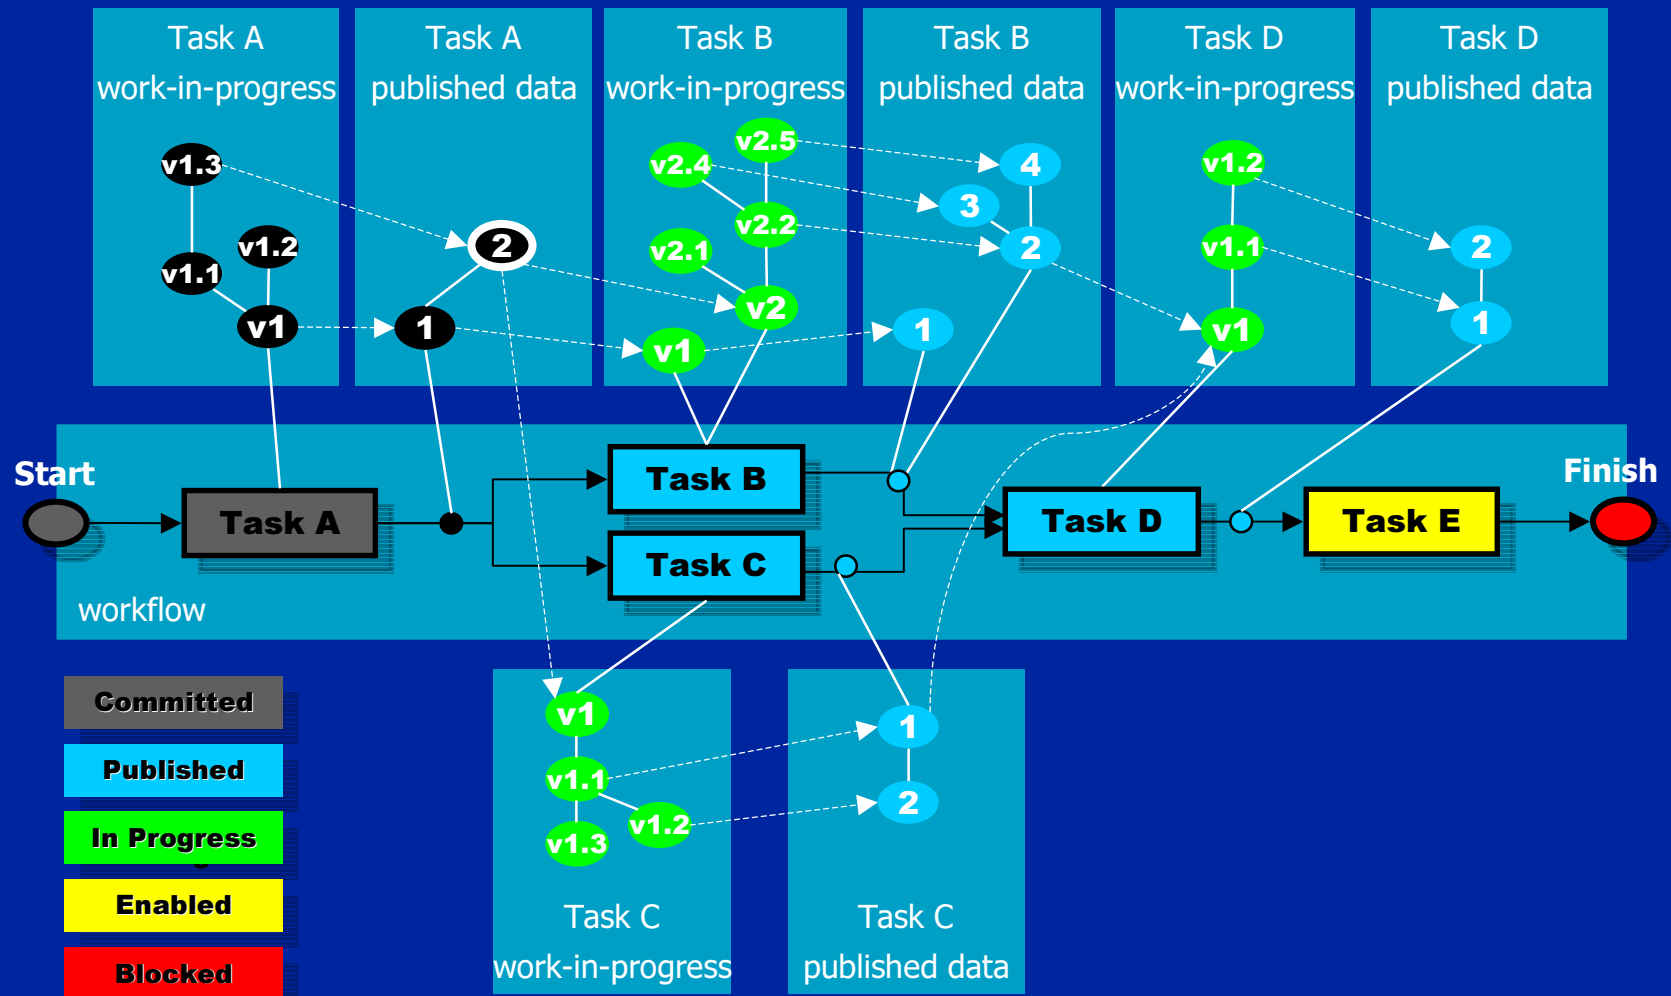 Task A
work-in-progress
Task A
published data
Task B
work-in-progress
Task B
published data
Task D
work-in-progress
Task D
published data
v1.3
v1.2
v1.1
v1
2
1
v2.5
v2.4
v2.2
v2.1
v2
v1
4
3
2
1
v1.2
v1.1
v1
2
1
Start
Finish
Task A
Task B
Task C
Task D
Task E
workflow
Committed
Published
In Progress
Enabled
Blocked
v1
v1.1
v1.2
v1.3
Task C
work-in-progress
1
2
Task C
published data